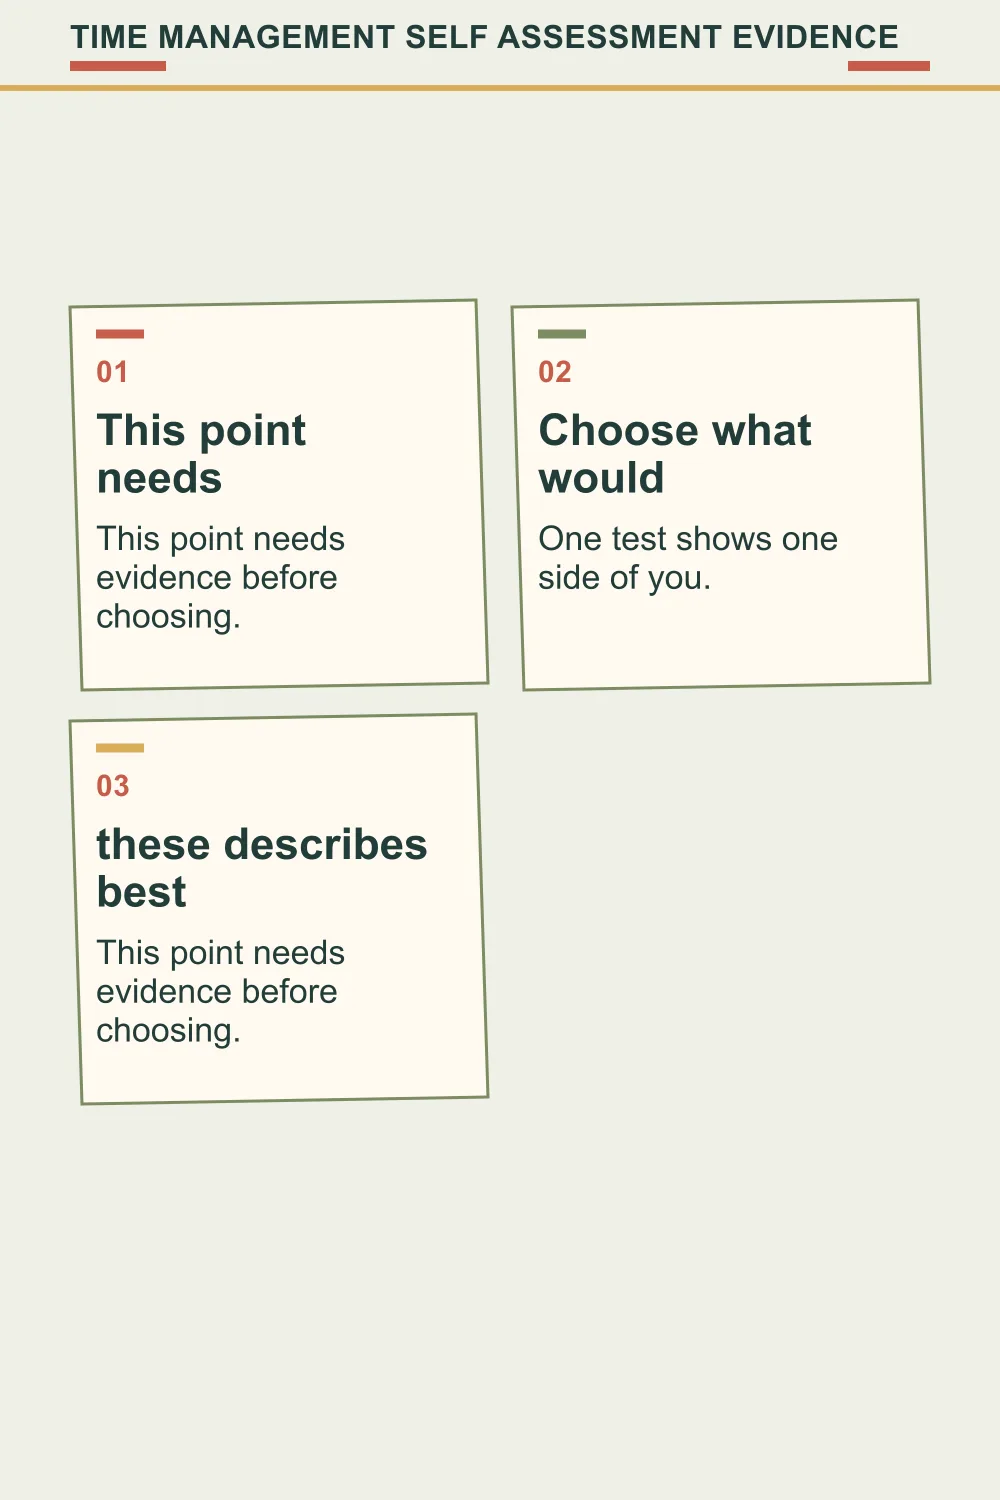 TIME MANAGEMENT SELF ASSESSMENT EVIDENCE
01
This point
needs
This point needs
evidence before
choosing.
02
Choose what
would
One test shows one
side of you.
03
these describes
best
This point needs
evidence before
choosing.